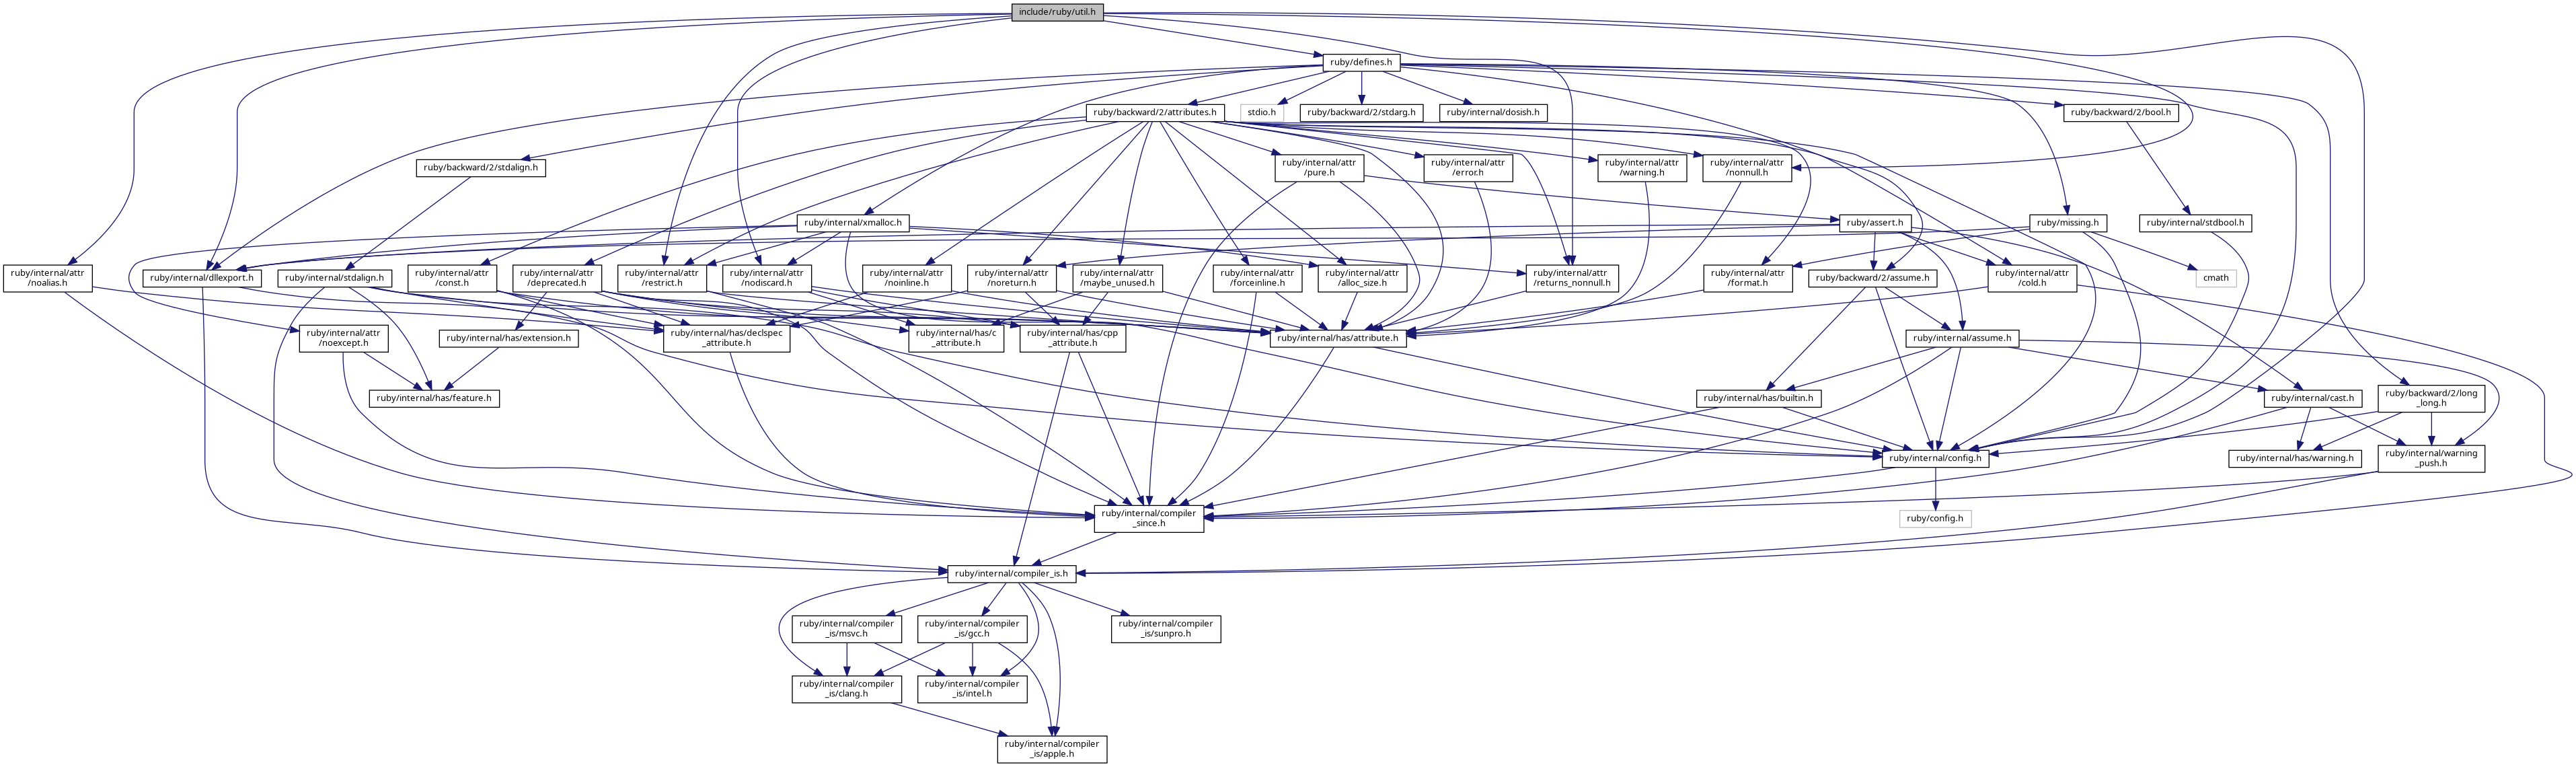 include/ruby/util.h
ruby/defines.h
stdio.h
ruby/backward/2/attributes.h
ruby/backward/2/stdarg.h
ruby/internal/dosish.h
ruby/backward/2/bool.h
ruby/backward/2/stdalign.h
ruby/internal/attr
/pure.h
ruby/internal/attr
/error.h
ruby/internal/attr
/warning.h
ruby/internal/attr
/nonnull.h
ruby/internal/xmalloc.h
ruby/assert.h
ruby/missing.h
ruby/internal/stdbool.h
ruby/internal/attr
/noalias.h
ruby/internal/dllexport.h
ruby/internal/stdalign.h
ruby/internal/attr
/const.h
ruby/internal/attr
/deprecated.h
ruby/internal/attr
/restrict.h
ruby/internal/attr
/nodiscard.h
ruby/internal/attr
/noinline.h
ruby/internal/attr
/noreturn.h
ruby/internal/attr
/maybe_unused.h
ruby/internal/attr
/forceinline.h
ruby/internal/attr
/alloc_size.h
ruby/internal/attr
/returns_nonnull.h
ruby/internal/attr
/format.h
ruby/backward/2/assume.h
ruby/internal/attr
/cold.h
cmath
ruby/internal/attr
/noexcept.h
ruby/internal/has/extension.h
ruby/internal/has/declspec
_attribute.h
ruby/internal/has/c
_attribute.h
ruby/internal/has/cpp
_attribute.h
ruby/internal/has/attribute.h
ruby/internal/assume.h
ruby/internal/has/feature.h
ruby/internal/has/builtin.h
ruby/internal/cast.h
ruby/backward/2/long
_long.h
ruby/internal/config.h
ruby/internal/has/warning.h
ruby/internal/warning
_push.h
ruby/internal/compiler
_since.h
ruby/config.h
ruby/internal/compiler_is.h
ruby/internal/compiler
_is/msvc.h
ruby/internal/compiler
_is/gcc.h
ruby/internal/compiler
_is/sunpro.h
ruby/internal/compiler
_is/clang.h
ruby/internal/compiler
_is/intel.h
ruby/internal/compiler
_is/apple.h